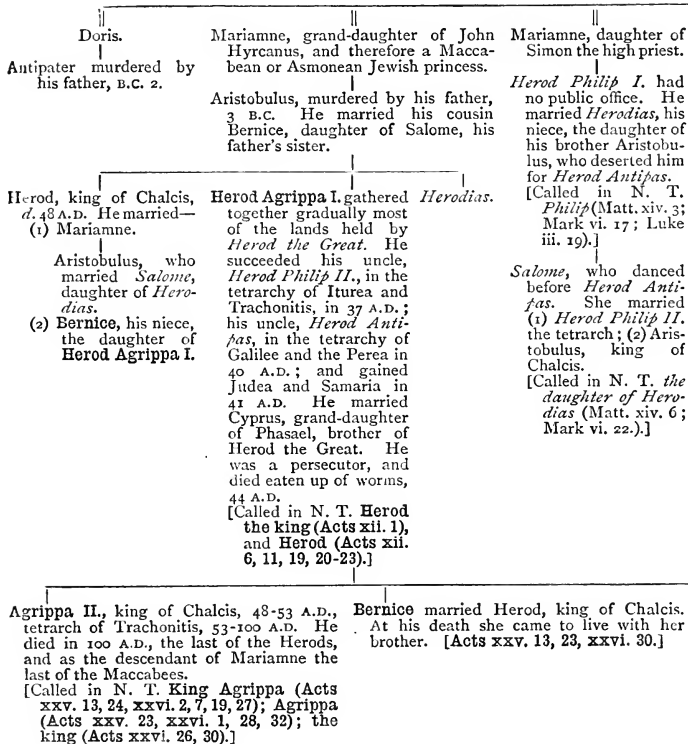 Doris.
Antipater murdered by
his father, B.C. 2.
Mariamne, grand-daughter of John
Hyrcanus, and therefore a Macca-
bean or Asmonean Jewish princess.
Aristobulus, murdered by his father,
3 B.C. He married his cousin
Bernice, daughter of Salome, his
father's sister.
Mariamne, daughter of
Simon the high priest.
Herod Philip I. had
no public office. He
married Herodias, his
niece, the daughter of
his brother Aristobu-
lus, who deserted him
for Herod Antipas.
[Called in N. T.
Philip (Matt. xiv. 3;
Mark vi. 17; Luke
iii. 19).]
Salome, who danced
before Herod Anti-
pas. She married
(1) Herod Philip II.
the tetrarch; (2) Aris-
tobulus, king of
Chalcis.
[Called in N. T. the
daughter of Hero-
dias (Matt. xiv. 6;
Mark vi. 22.).]
Herod, king of Chalcis,
d. 48 A.D. He married—
(1) Mariamne.
Aristobulus, who
married Salome,
daughter of Hero-
dias.
(2) Bernice, his niece,
the daughter of
Herod Agrippa I.
Herod Agrippa I. gathered
together gradually most
of the lands held by
Herod the Great. He
succeeded his uncle,
Herod Philip II., in the
tetrarchy of Iturea and
Trachonitis, in 37 A.D.;
his uncle, Herod Anti-
pas, in the tetrarchy of
Galilee and the Perea in
40 A.D.; and gained
Judea and Samaria in
41 A.D. He married
Cyprus, grand-daughter
of Phasael, brother of
Herod the Great. He
was a persecutor, and
died eaten up of worms,
44 A.D.
[Called in N. T. Herod
the king (Acts xii. 1),
and Herod (Acts xii.
6, 11, 19, 20-23).]
Herodias.
Agrippa II., king of Chalcis, 48-53 A.D.,
tetrarch of Trachonitis, 53-100 A.D. He
died in 100 A.D., the last of the Herods,
and as the descendant of Mariamne the
last of the Maccabees.
[Called in N. T. King Agrippa (Acts
xxv. 13, 24, xxvi. 2, 7, 19, 27); Agrippa
(Acts xxv. 23, xxvi. 1, 28, 32); the
king (Acts xxvi. 26, 30).]
Bernice married Herod, king of Chalcis.
At his death she came to live with her
brother. [Acts xxv. 13, 23, xxvi. 30.]